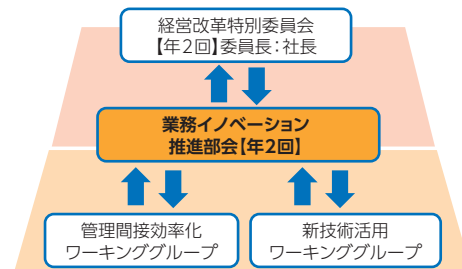 経営改革特別委員会
【年2回】委員長：社長
業務イノベーション
推進部会【年2回】
管理間接効率化
ワーキンググループ
新技術活用
ワーキンググループ